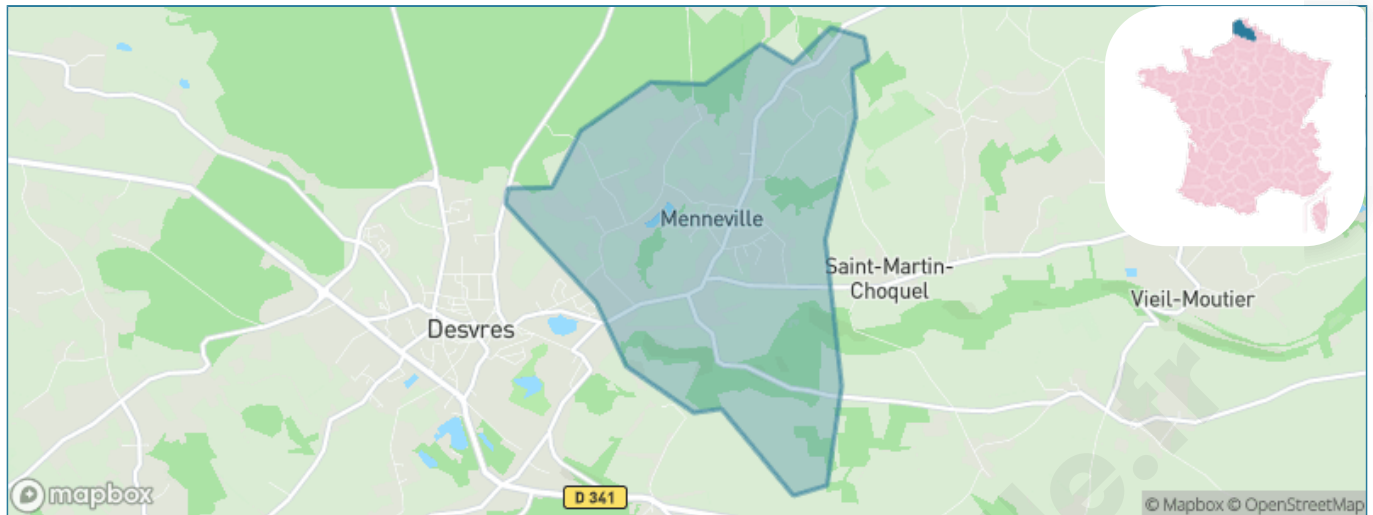 Menneville
Saint-Martin-
Choquel
Vieil-Moutier
Desvres
D 341
mapbox
© Mapbox © OpenStreetMap